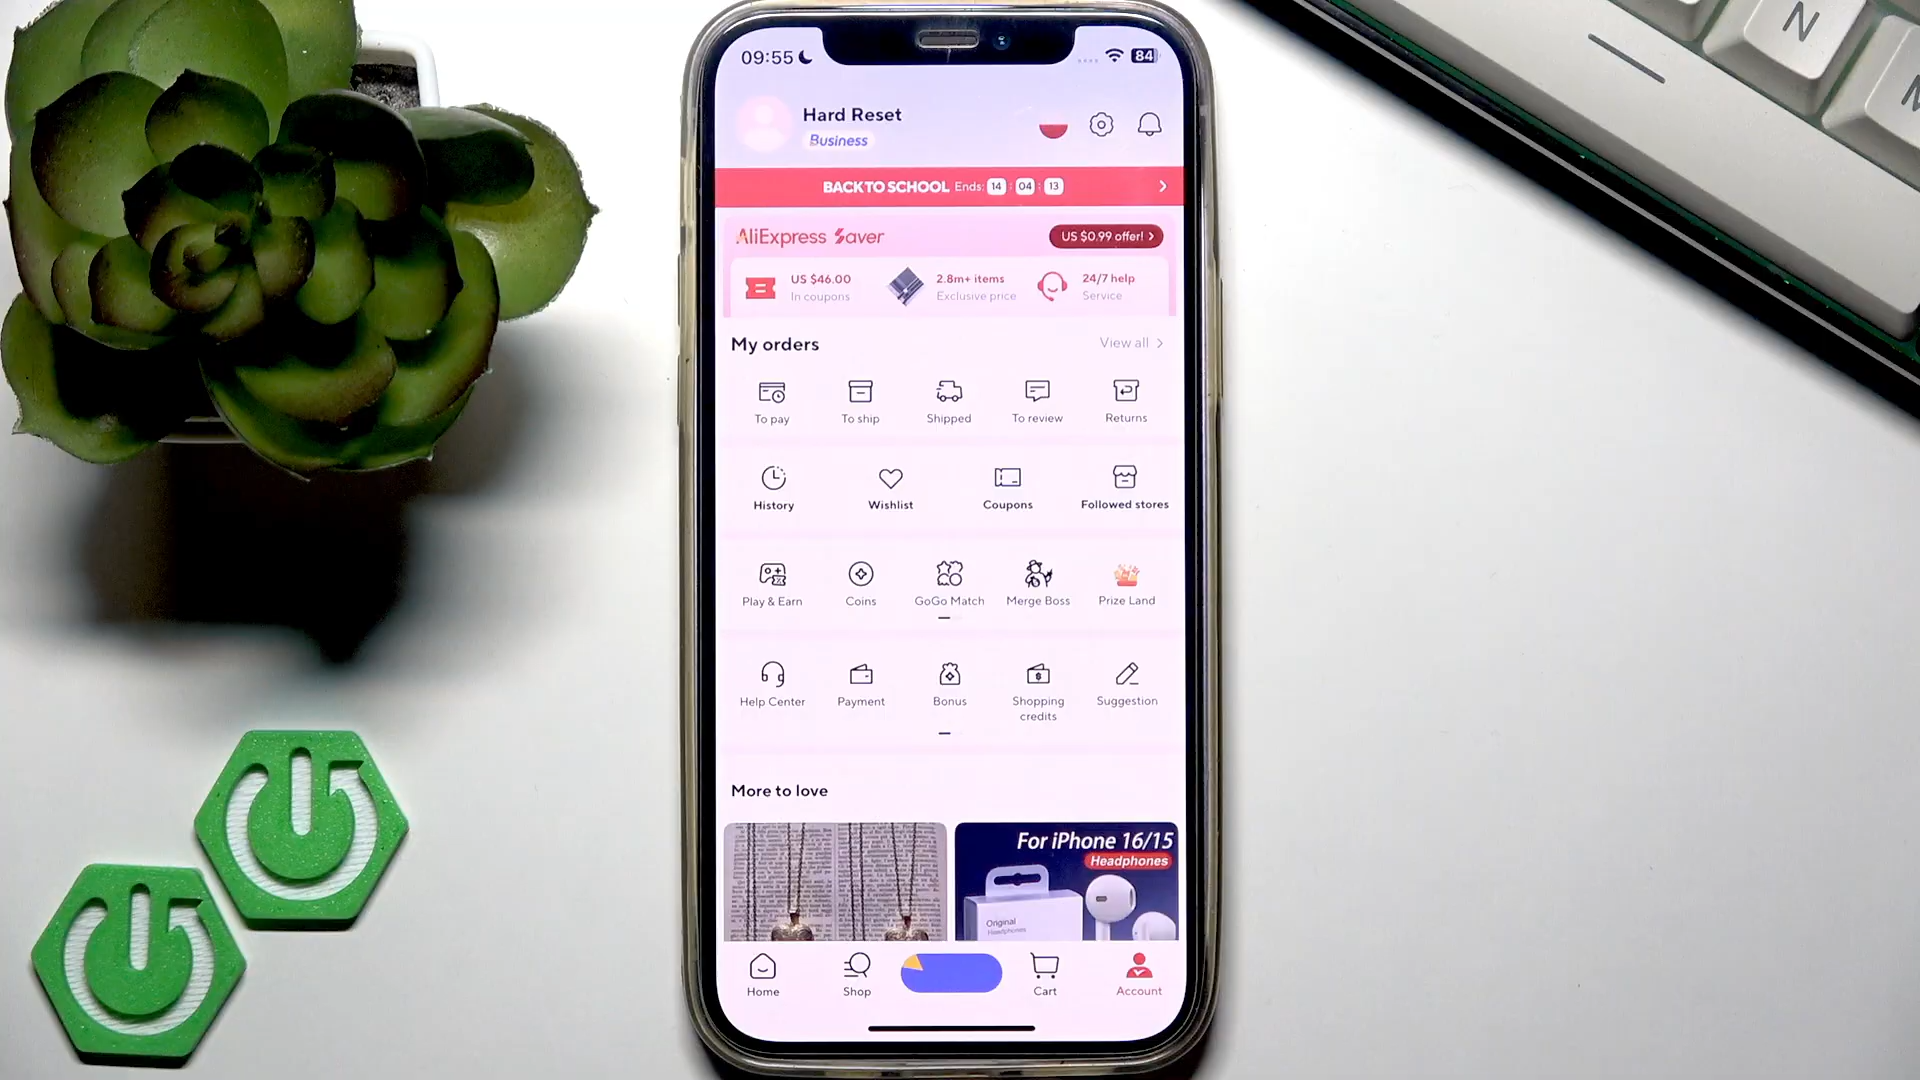 N
09:55
84
Hard Reset
Business
BACK TO SCHOOL Ends: 14 : 04 : 13
AliExpress Saver
US $0.99 offer!
US $46.00
In coupons
2.8m+ items
Exclusive price
24/7 help
Service
My orders
View all
To pay
To ship
Shipped
To review
Returns
History
Wishlist
Coupons
Followed stores
Play & Earn
Coins
GoGo Match
Merge Boss
Prize Land
Help Center
Payment
Bonus
Shopping
credits
Suggestion
More to love
For iPhone 16/15
Headphones
Original
Headphones
Home
Shop
Cart
Account